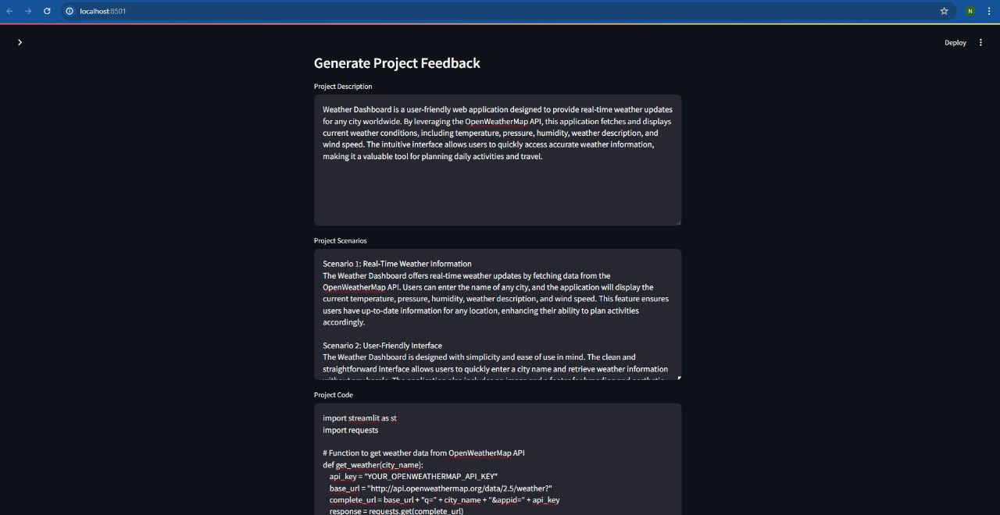 localhost:8501
N
Deploy
Generate Project Feedback
Project Description
Weather Dashboard is a user-friendly web application designed to provide real-time weather updates
for any city worldwide. By leveraging the OpenWeatherMap API, this application fetches and displays
current weather conditions, including temperature, pressure, humidity, weather description, and
wind speed. The intuitive interface allows users to quickly access accurate weather information,
making it a valuable tool for planning daily activities and travel.
Project Scenarios
Scenario 1: Real-Time Weather Information
The Weather Dashboard offers real-time weather updates by fetching data from the
OpenWeatherMap API. Users can enter the name of any city, and the application will display the
current temperature, pressure, humidity, weather description, and wind speed. This feature ensures
users have up-to-date information for any location, enhancing their ability to plan activities
accordingly.
Scenario 2: User-Friendly Interface
The Weather Dashboard is designed with simplicity and ease of use in mind. The clean and
straightforward interface allows users to quickly enter a city name and retrieve weather information
Project Code
import streamlit as st
import requests
# Function to get weather data from OpenWeatherMap API
def get_weather(city_name):
api_key = "YOUR_OPENWEATHERMAP_API_KEY"
base_url = "http://api.openweathermap.org/data/2.5/weather?"
complete_url = base_url + "q=" + city_name + "&appid=" + api_key
response = requests.get(complete_url)